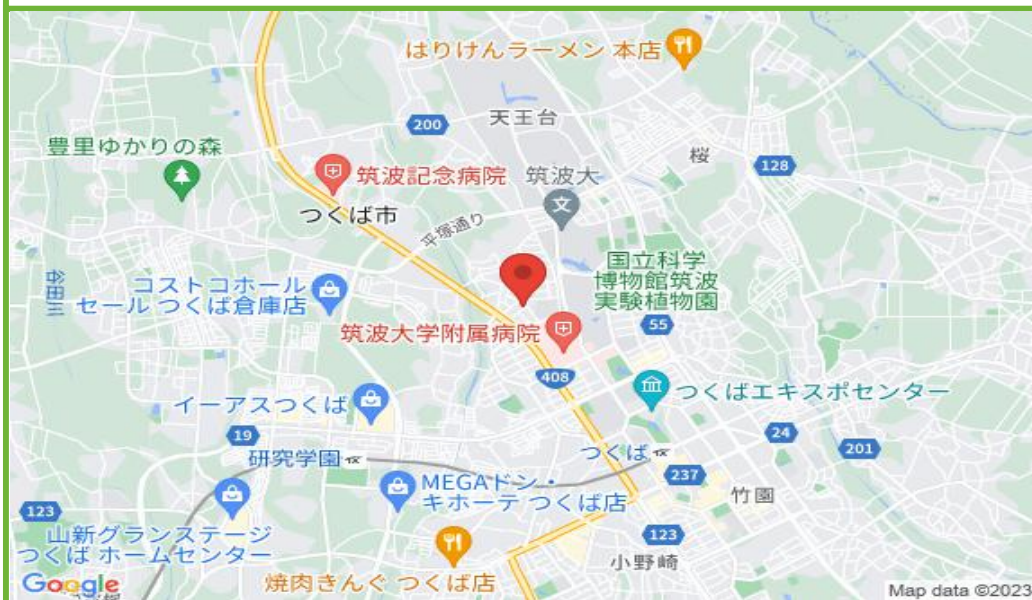 はりけんラーメン 本店
天王台
200
豊里ゆかりの森
桜
128
筑波記念病院
筑波大
文
つくば市
平塚通り
国立科学
博物館筑波
実験植物園
谷田川
コストコホール
セール つくば倉庫店
55
筑波大学附属病院
408
つくばエキスポセンター
イーアスつくば
24
19
201
つくば
研究学園
237
MEGAドン・
キホーテ つくば店
竹園
123
山新グランステージ
つくば ホームセンター
123
小野崎
焼肉きんぐ つくば店
Google
Map data ©2023